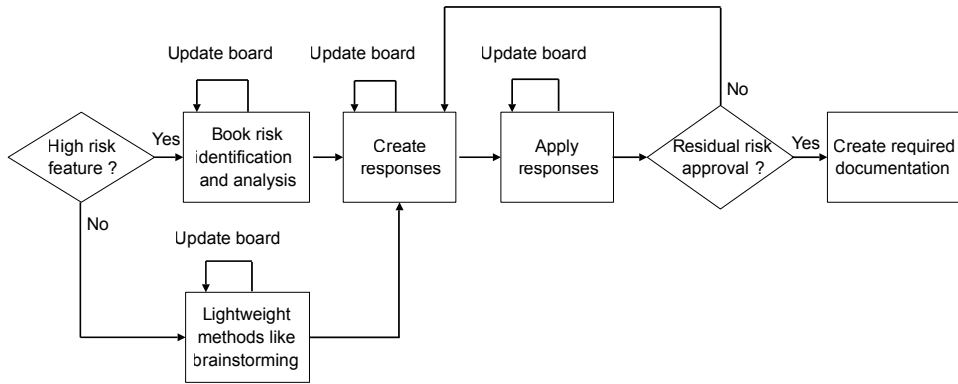 Update board
Update board
Update board
No
High risk
feature ?
Yes
Book risk
identification
and analysis
Create
responses
Apply
responses
Residual risk
approval ?
Yes
Create required
documentation
No
Update board
Lightweight
methods like
brainstorming